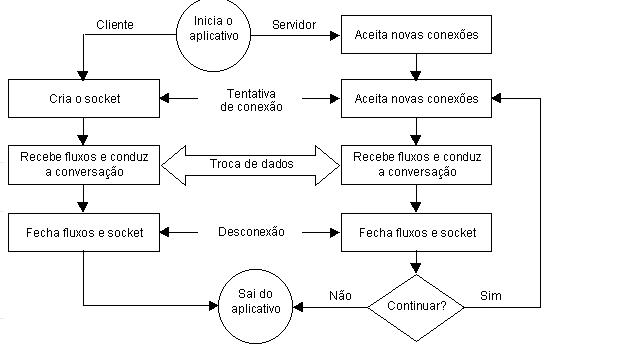 Cliente
Inicia o
aplicativo
Servidor
Aceita novas conexões
Cria o socket
Tentativa
de conexão
Aceita novas conexões
Recebe fluxos e conduz
a conversação
Troca de dados
Recebe fluxos e conduz
a conversação
Fecha fluxos e socket
Desconexão
Fecha fluxos e socket
Sai do
aplicativo
Não
Continuar?
Sim